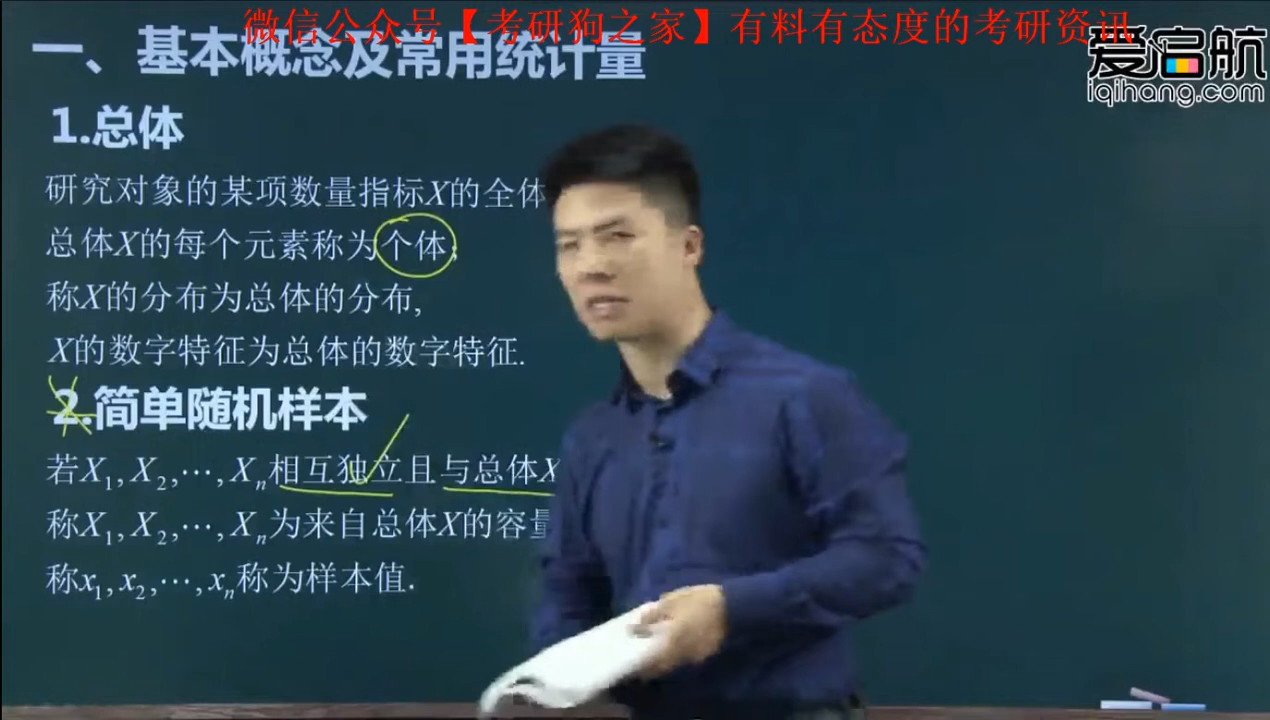 微信公众号【考研狗之家】有料有态度的考研资讯
一、基本概念及常用统计量
爱启航
iqihang.com
1.总体
研究对象的某项数量指标X的全体
总体X的每个元素称为个体;
称X的分布为总体的分布,
X的数字特征为总体的数字特征.
2.简单随机样本
若X₁,X₂,⋯,Xₙ相互独立且与总体X
称X₁,X₂,⋯,Xₙ为来自总体X的容量
称x₁,x₂,⋯,xₙ称为样本值.